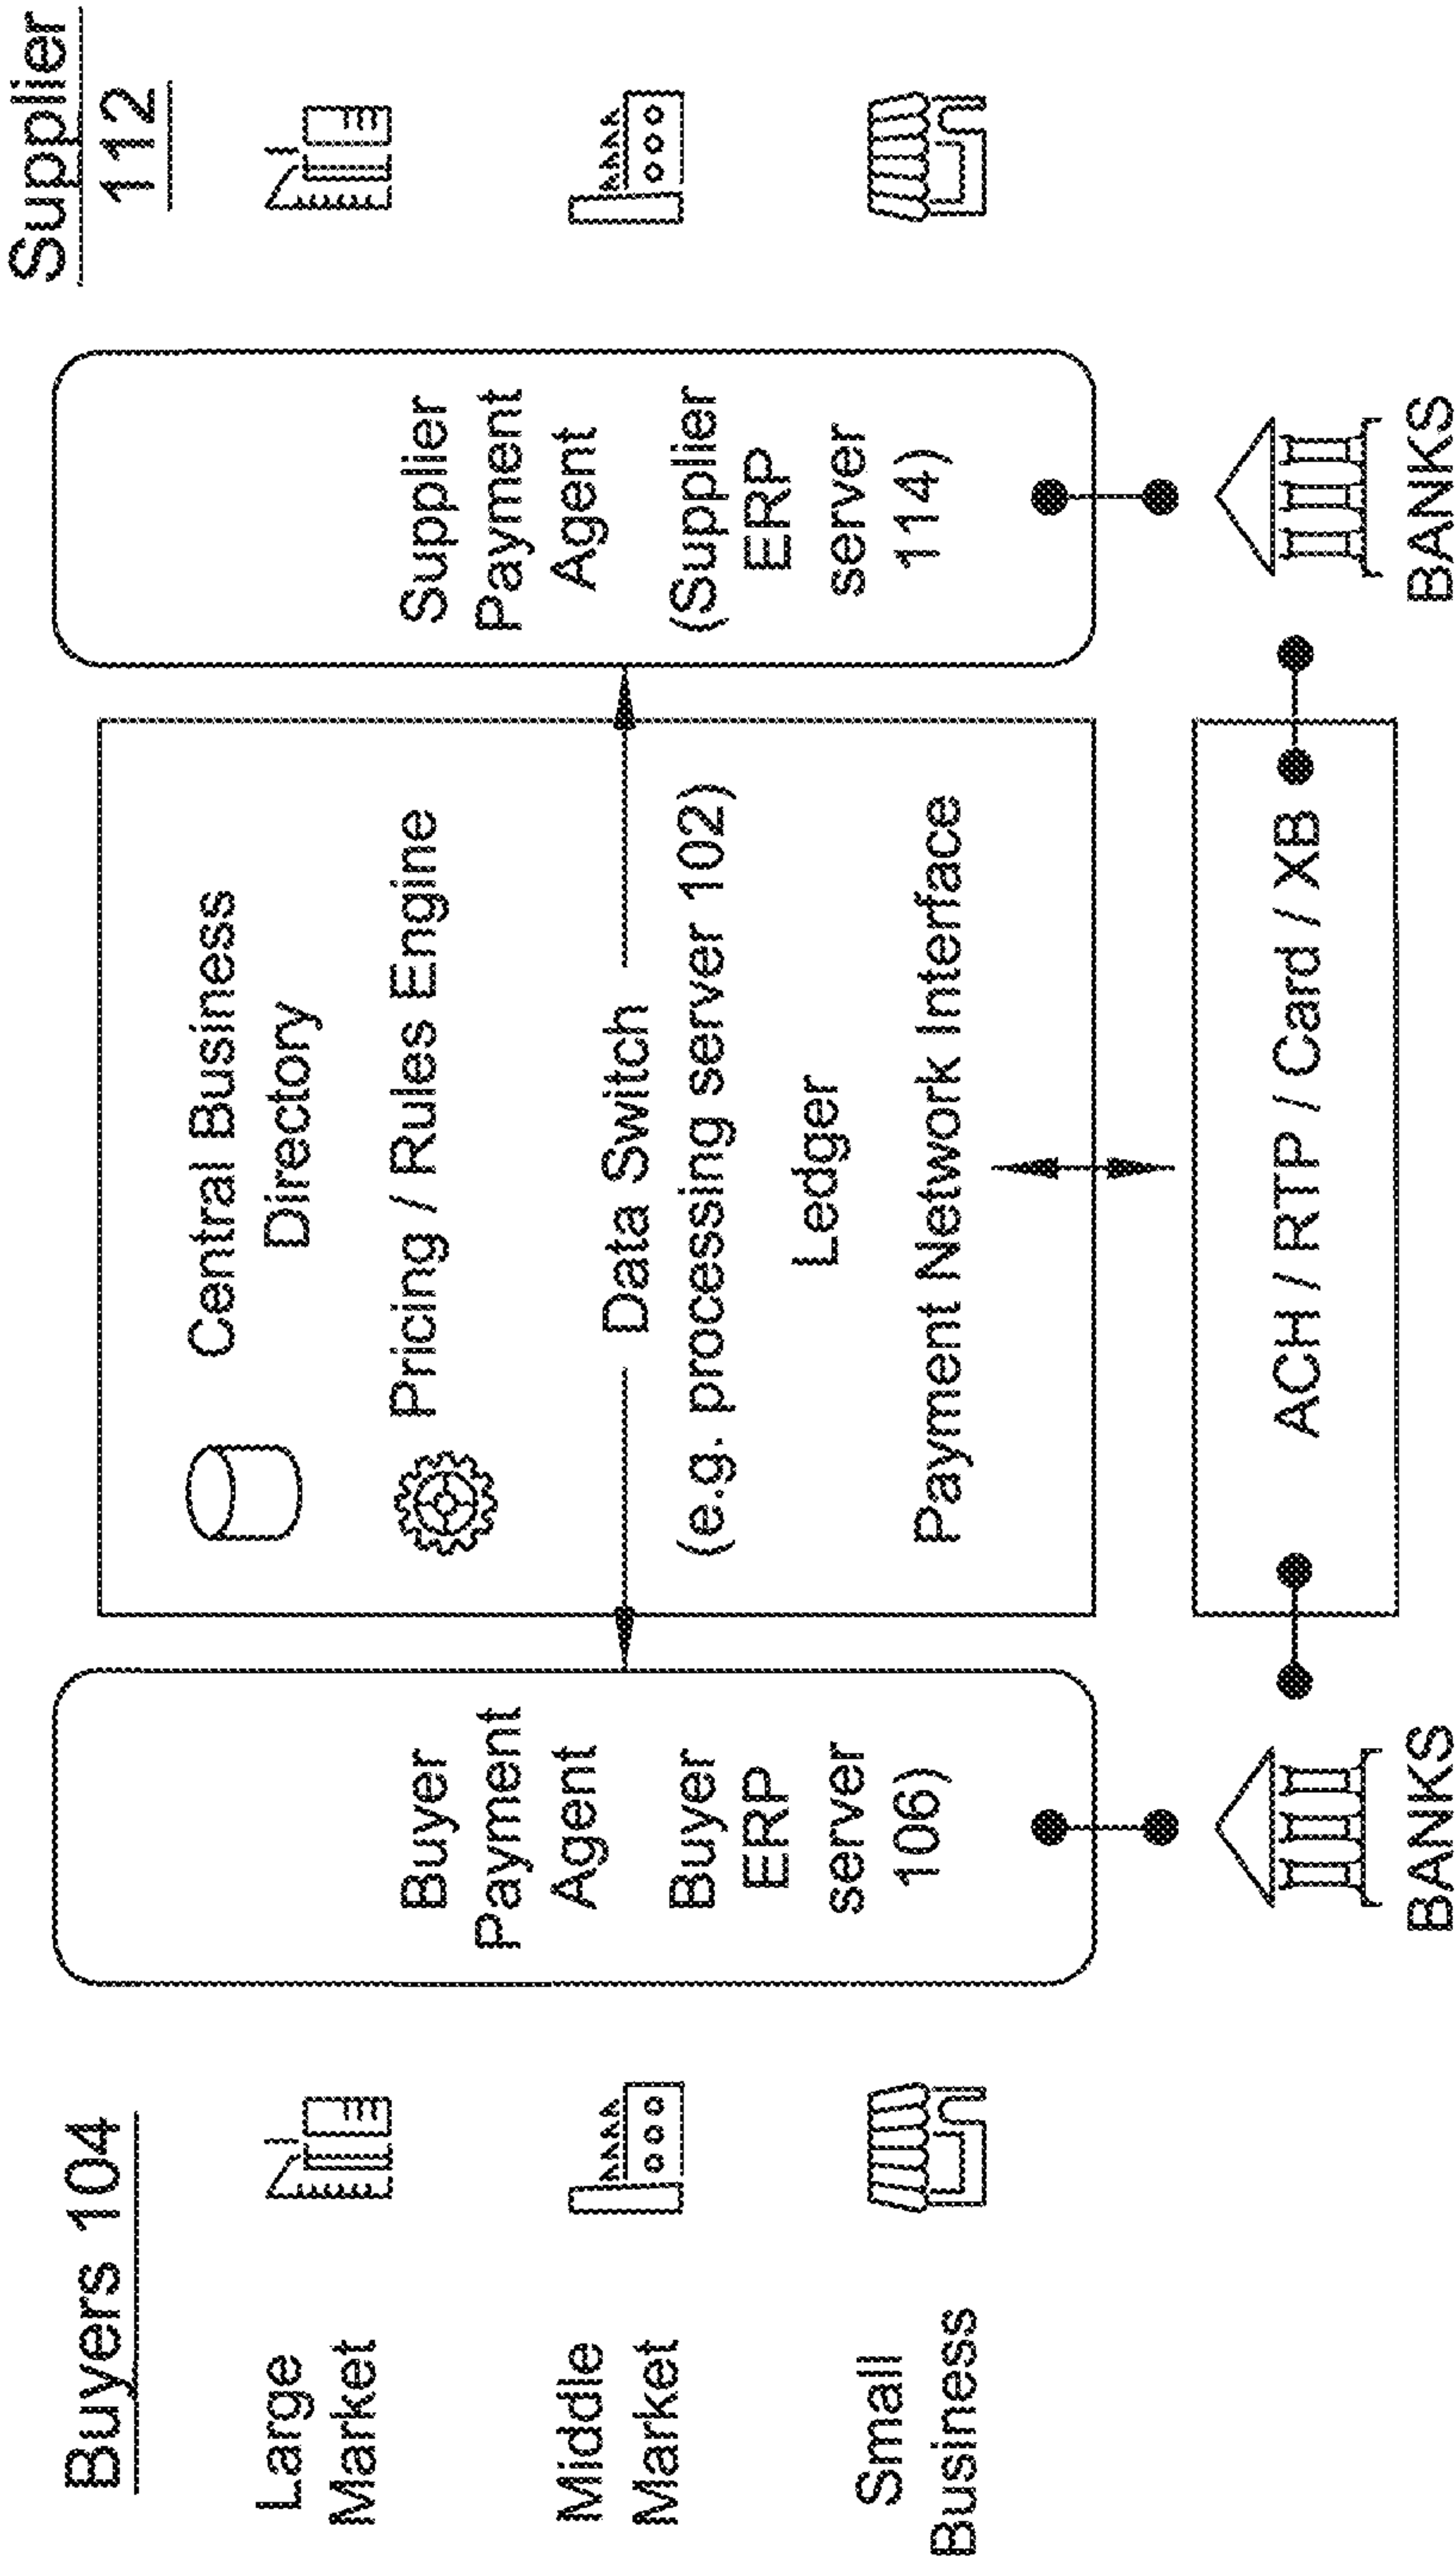 Buyers 104
Large
Market
Middle
Market
Small
Business
Buyer
Payment
Agent
Buyer
ERP
server
106)
BANKS
Central Business
Directory
Pricing / Rules Engine
Data Switch
(e.g. processing server 102)
Ledger
Payment Network Interface
ACH / RTP / Card / XB
Supplier
Payment
Agent
(Supplier
ERP
server
114)
BANKS
Supplier
112